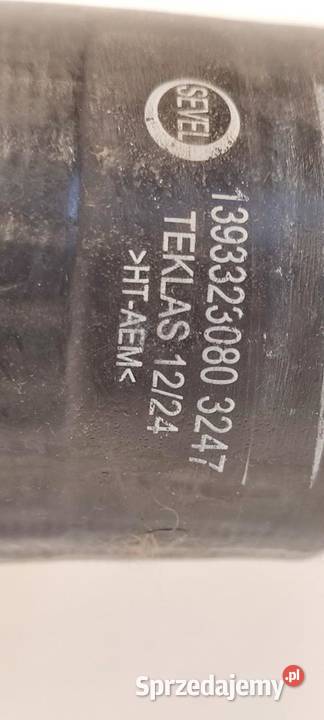 SEVEL
1393323080 3247
TEKLAS 12/24
>HT-AEM<
Sprzedajemy.pl